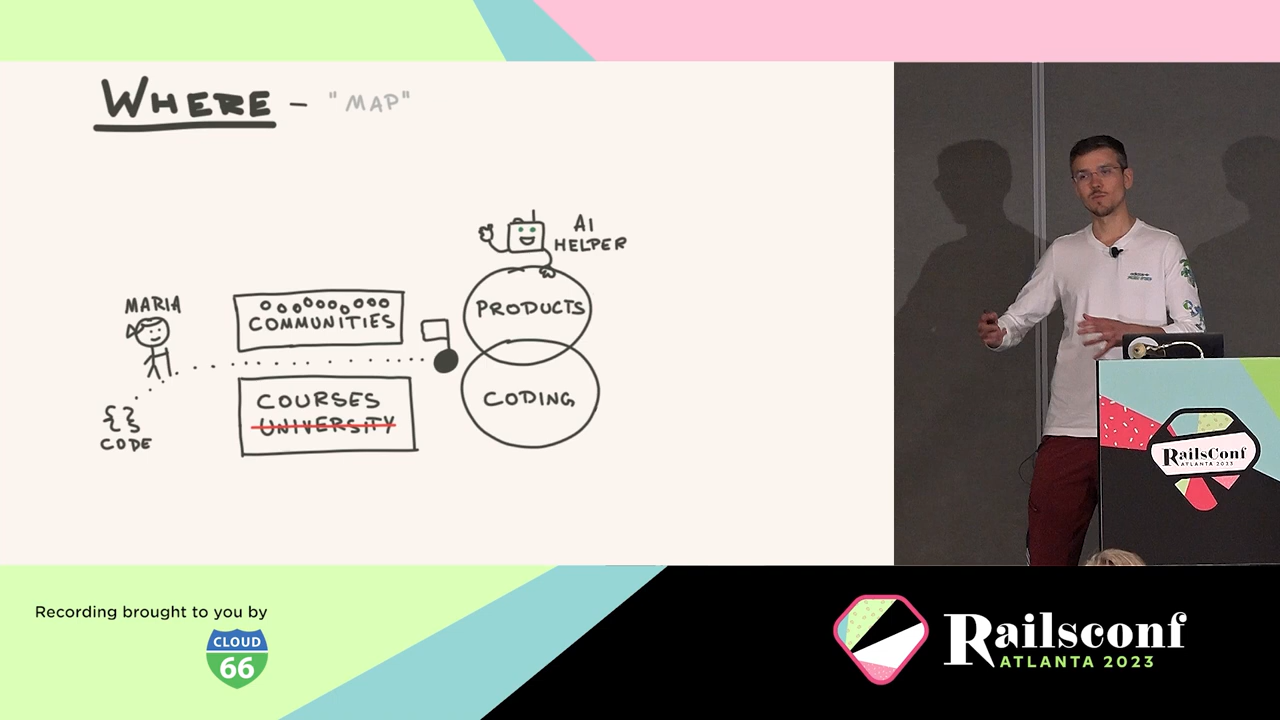 WHERE - "MAP"
AI
HELPER
MARIA
COMMUNITIES
PRODUCTS
COURSES
UNIVERSITY
CODING
{}
CODE
RailsConf
ATLANTA 2023
Recording brought to you by
CLOUD
66
Railsconf
ATLANTA 2023